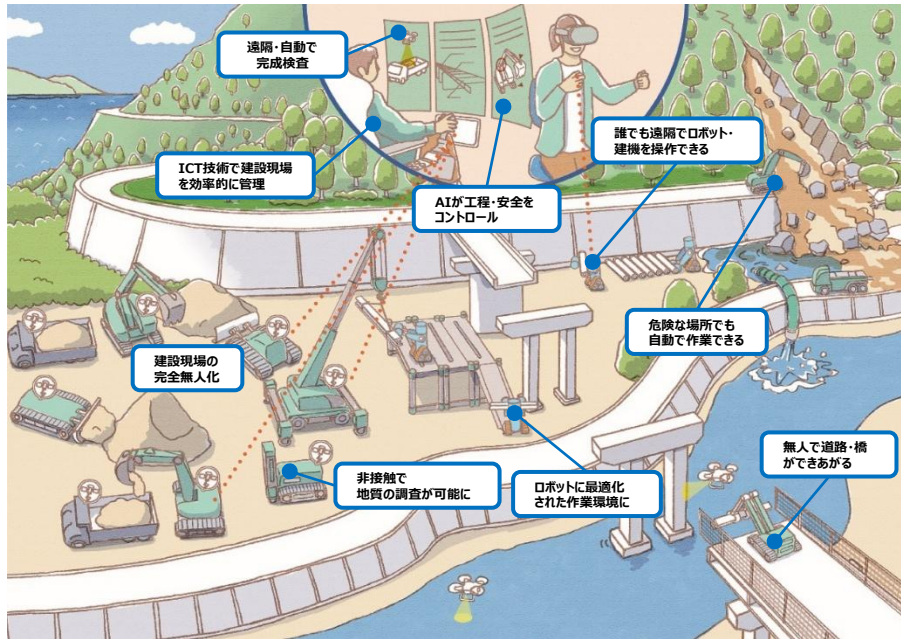 遠隔・自動で
完成検査
ICT技術で建設現場
を効率的に管理
AIが工程・安全を
コントロール
誰でも遠隔でロボット・
建機を操作できる
危険な場所でも
自動で作業できる
建設現場の
完全無人化
非接触で
地質の調査が可能に
ロボットに最適化
された作業環境に
無人で道路・橋
ができあがる